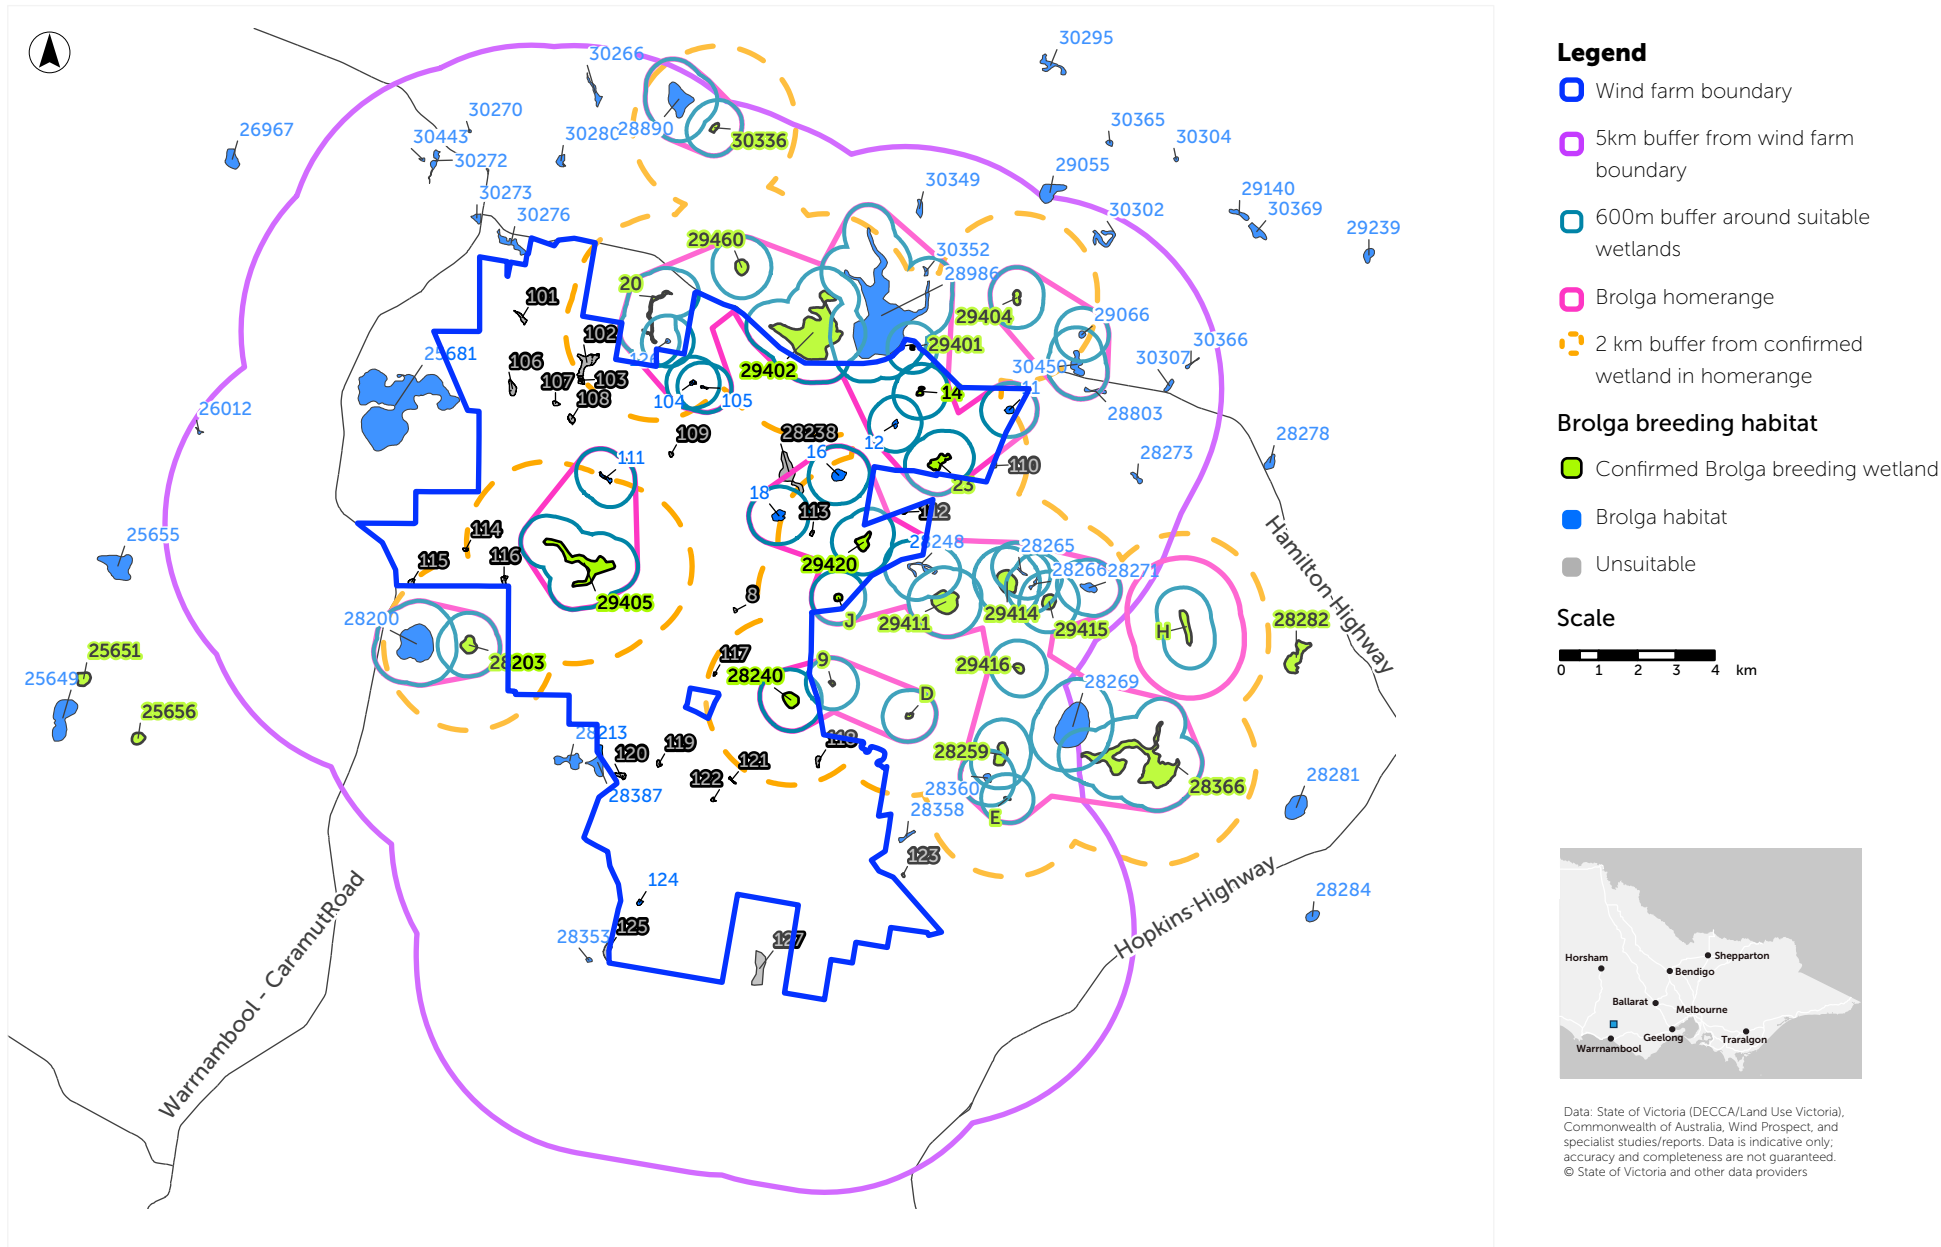 30295
30266
30270
30443
30272
30280
28890
30336
30365
30304
26967
29055
30349
30273
30276
30302
29140
30369
29239
29460
30352
28986
20
101
29404
29066
102
126
29401
30366
30307
25681
106
107
103
108
29402
30450
104
105
14
11
28803
26012
109
28238
16
12
28273
28278
111
110
23
18
113
112
114
115
116
25655
29420
28248
28265
28266
28271
29405
8
J
29411
29414
29415
H
28282
28200
28203
25651
25649
25656
117
28240
9
D
29416
28269
28213
120
119
118
121
122
28387
28259
28360
E
28358
28366
28281
123
124
125
28353
127
28284
Hamilton-Highway
Hopkins-Highway
Warrnambool - CaramutRoad
Legend
Wind farm boundary
5km buffer from wind farm
boundary
600m buffer around suitable
wetlands
Brolga homerange
2 km buffer from confirmed
wetland in homerange
Brolga breeding habitat
Confirmed Brolga breeding wetland
Brolga habitat
Unsuitable
Scale
0 1 2 3 4 km
Horsham
Shepparton
Bendigo
Ballarat
Melbourne
Geelong
Traralgon
Warrnambool
Data: State of Victoria (DECCA/Land Use Victoria),
Commonwealth of Australia, Wind Prospect, and
specialist studies/reports. Data is indicative only;
accuracy and completeness are not guaranteed.
© State of Victoria and other data providers